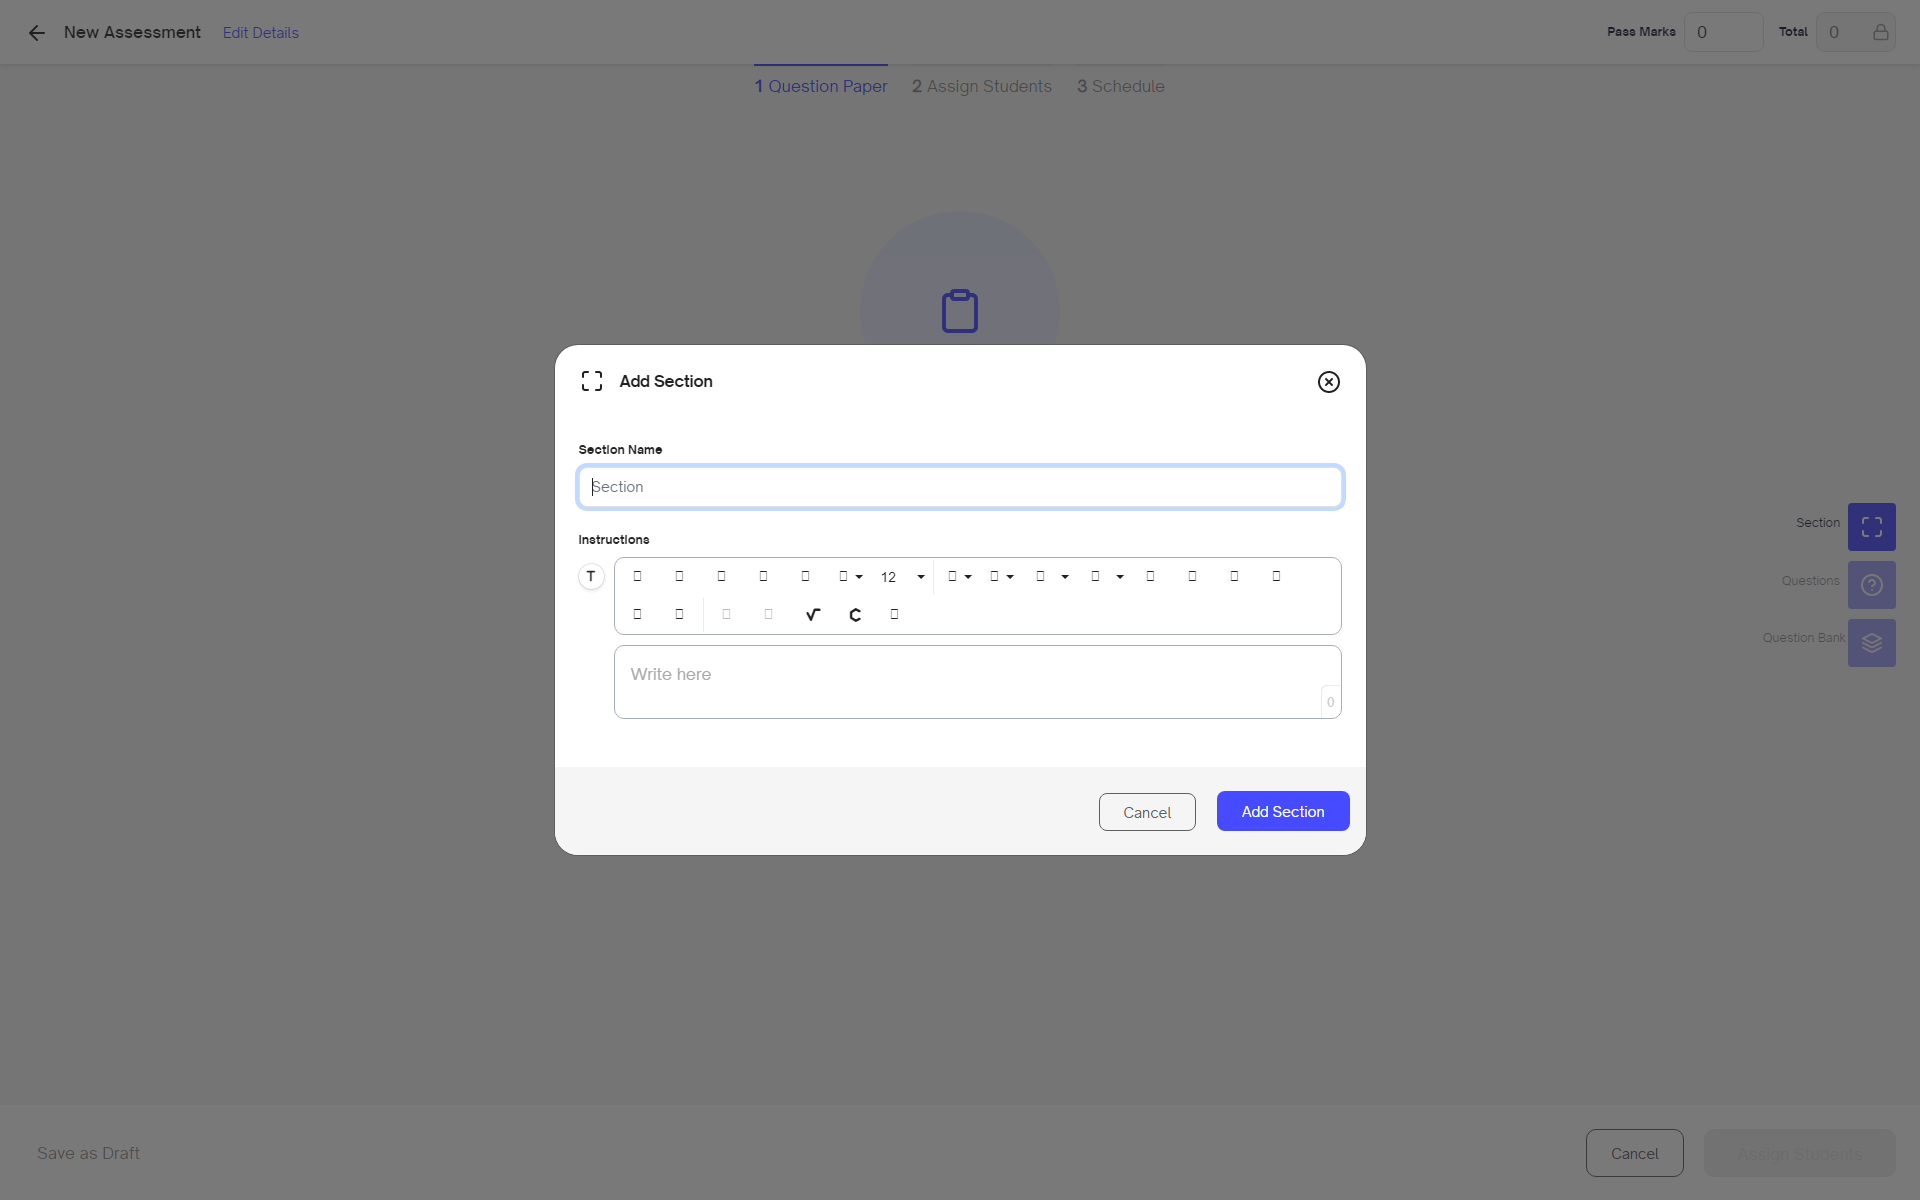 New Assessment Edit Details Pass Marks 0 Total 0
1 Question Paper 2 Assign Students 3 Schedule
Add Section
Section Name
Section
Instructions
T 12
Write here
0
Cancel Add Section
Section
Questions
Question Bank
Save as Draft Cancel Assign Students